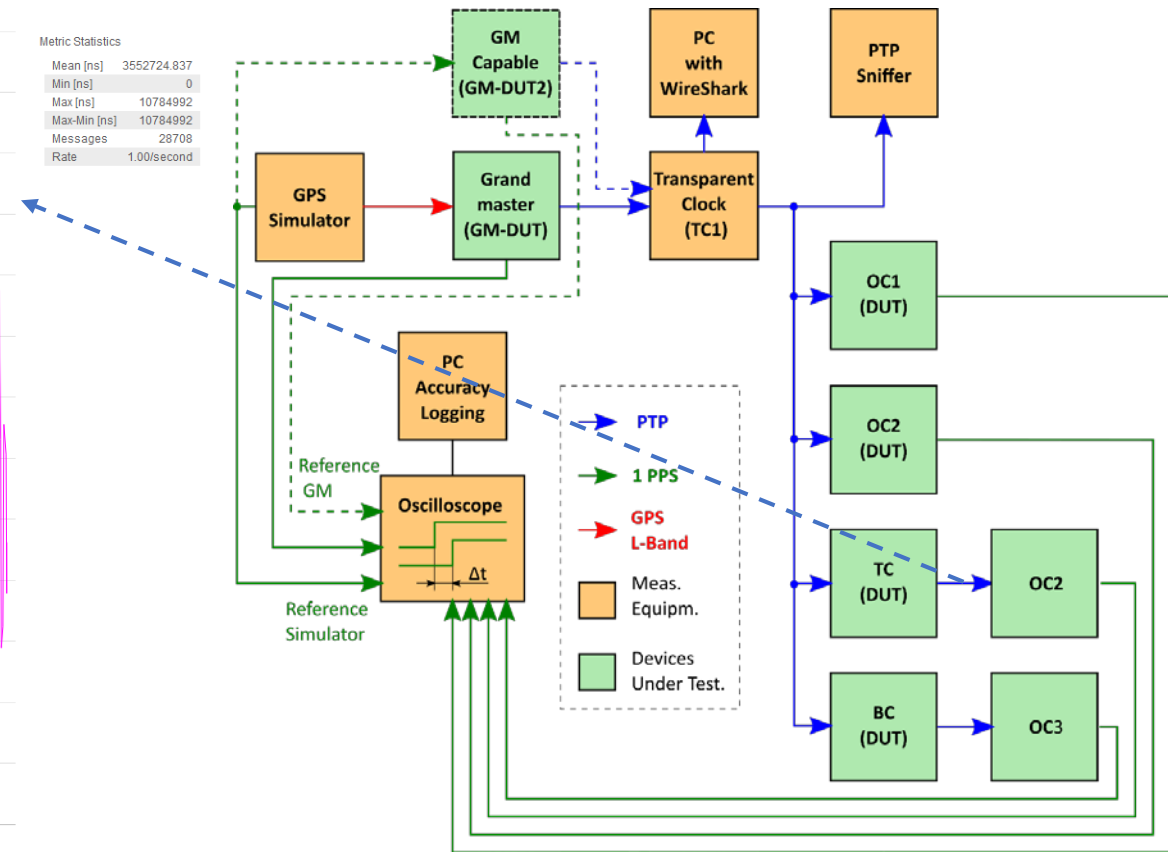 Metric Statistics
Mean [ns] 3552724.837
Min [ns] 0
Max [ns] 10784992
Max-Min [ns] 10784992
Messages 28708
Rate 1.00/second
GM
Capable
(GM-DUT2)
PC
with
WireShark
PTP
Sniffer
GPS
Simulator
Grand
master
(GM-DUT)
Transparent
Clock
(TC1)
OC1
(DUT)
PC
Accuracy
Logging
OC2
(DUT)
PTP
1 PPS
GPS
L-Band
Meas.
Equipm.
Devices
Under Test.
Reference
GM
Oscilloscope
Δt
Reference
Simulator
TC
(DUT)
OC2
BC
(DUT)
OC3